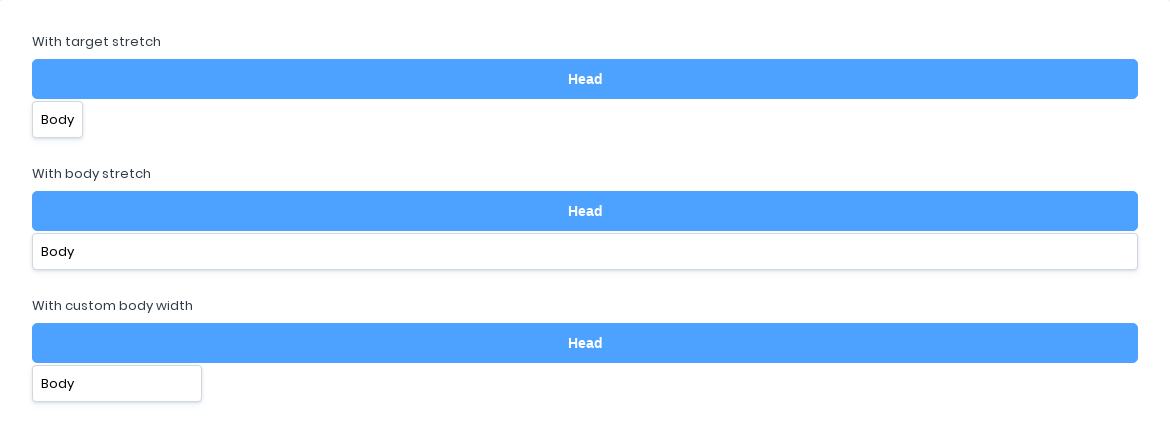 With target stretch
Head
Body
With body stretch
Head
Body
With custom body width
Head
Body